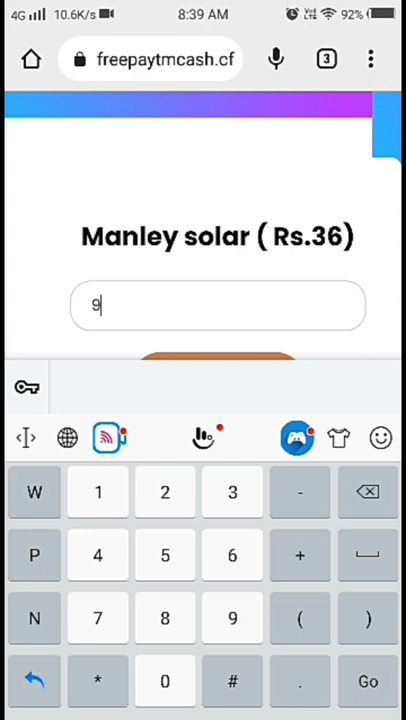 4G 10.6K/s 8:39 AM 92%
freepaytmcash.cf 3
Manley solar ( Rs.36)
9
W 1 2 3 -
P 4 5 6 +
N 7 8 9 ( )
* 0 # . Go